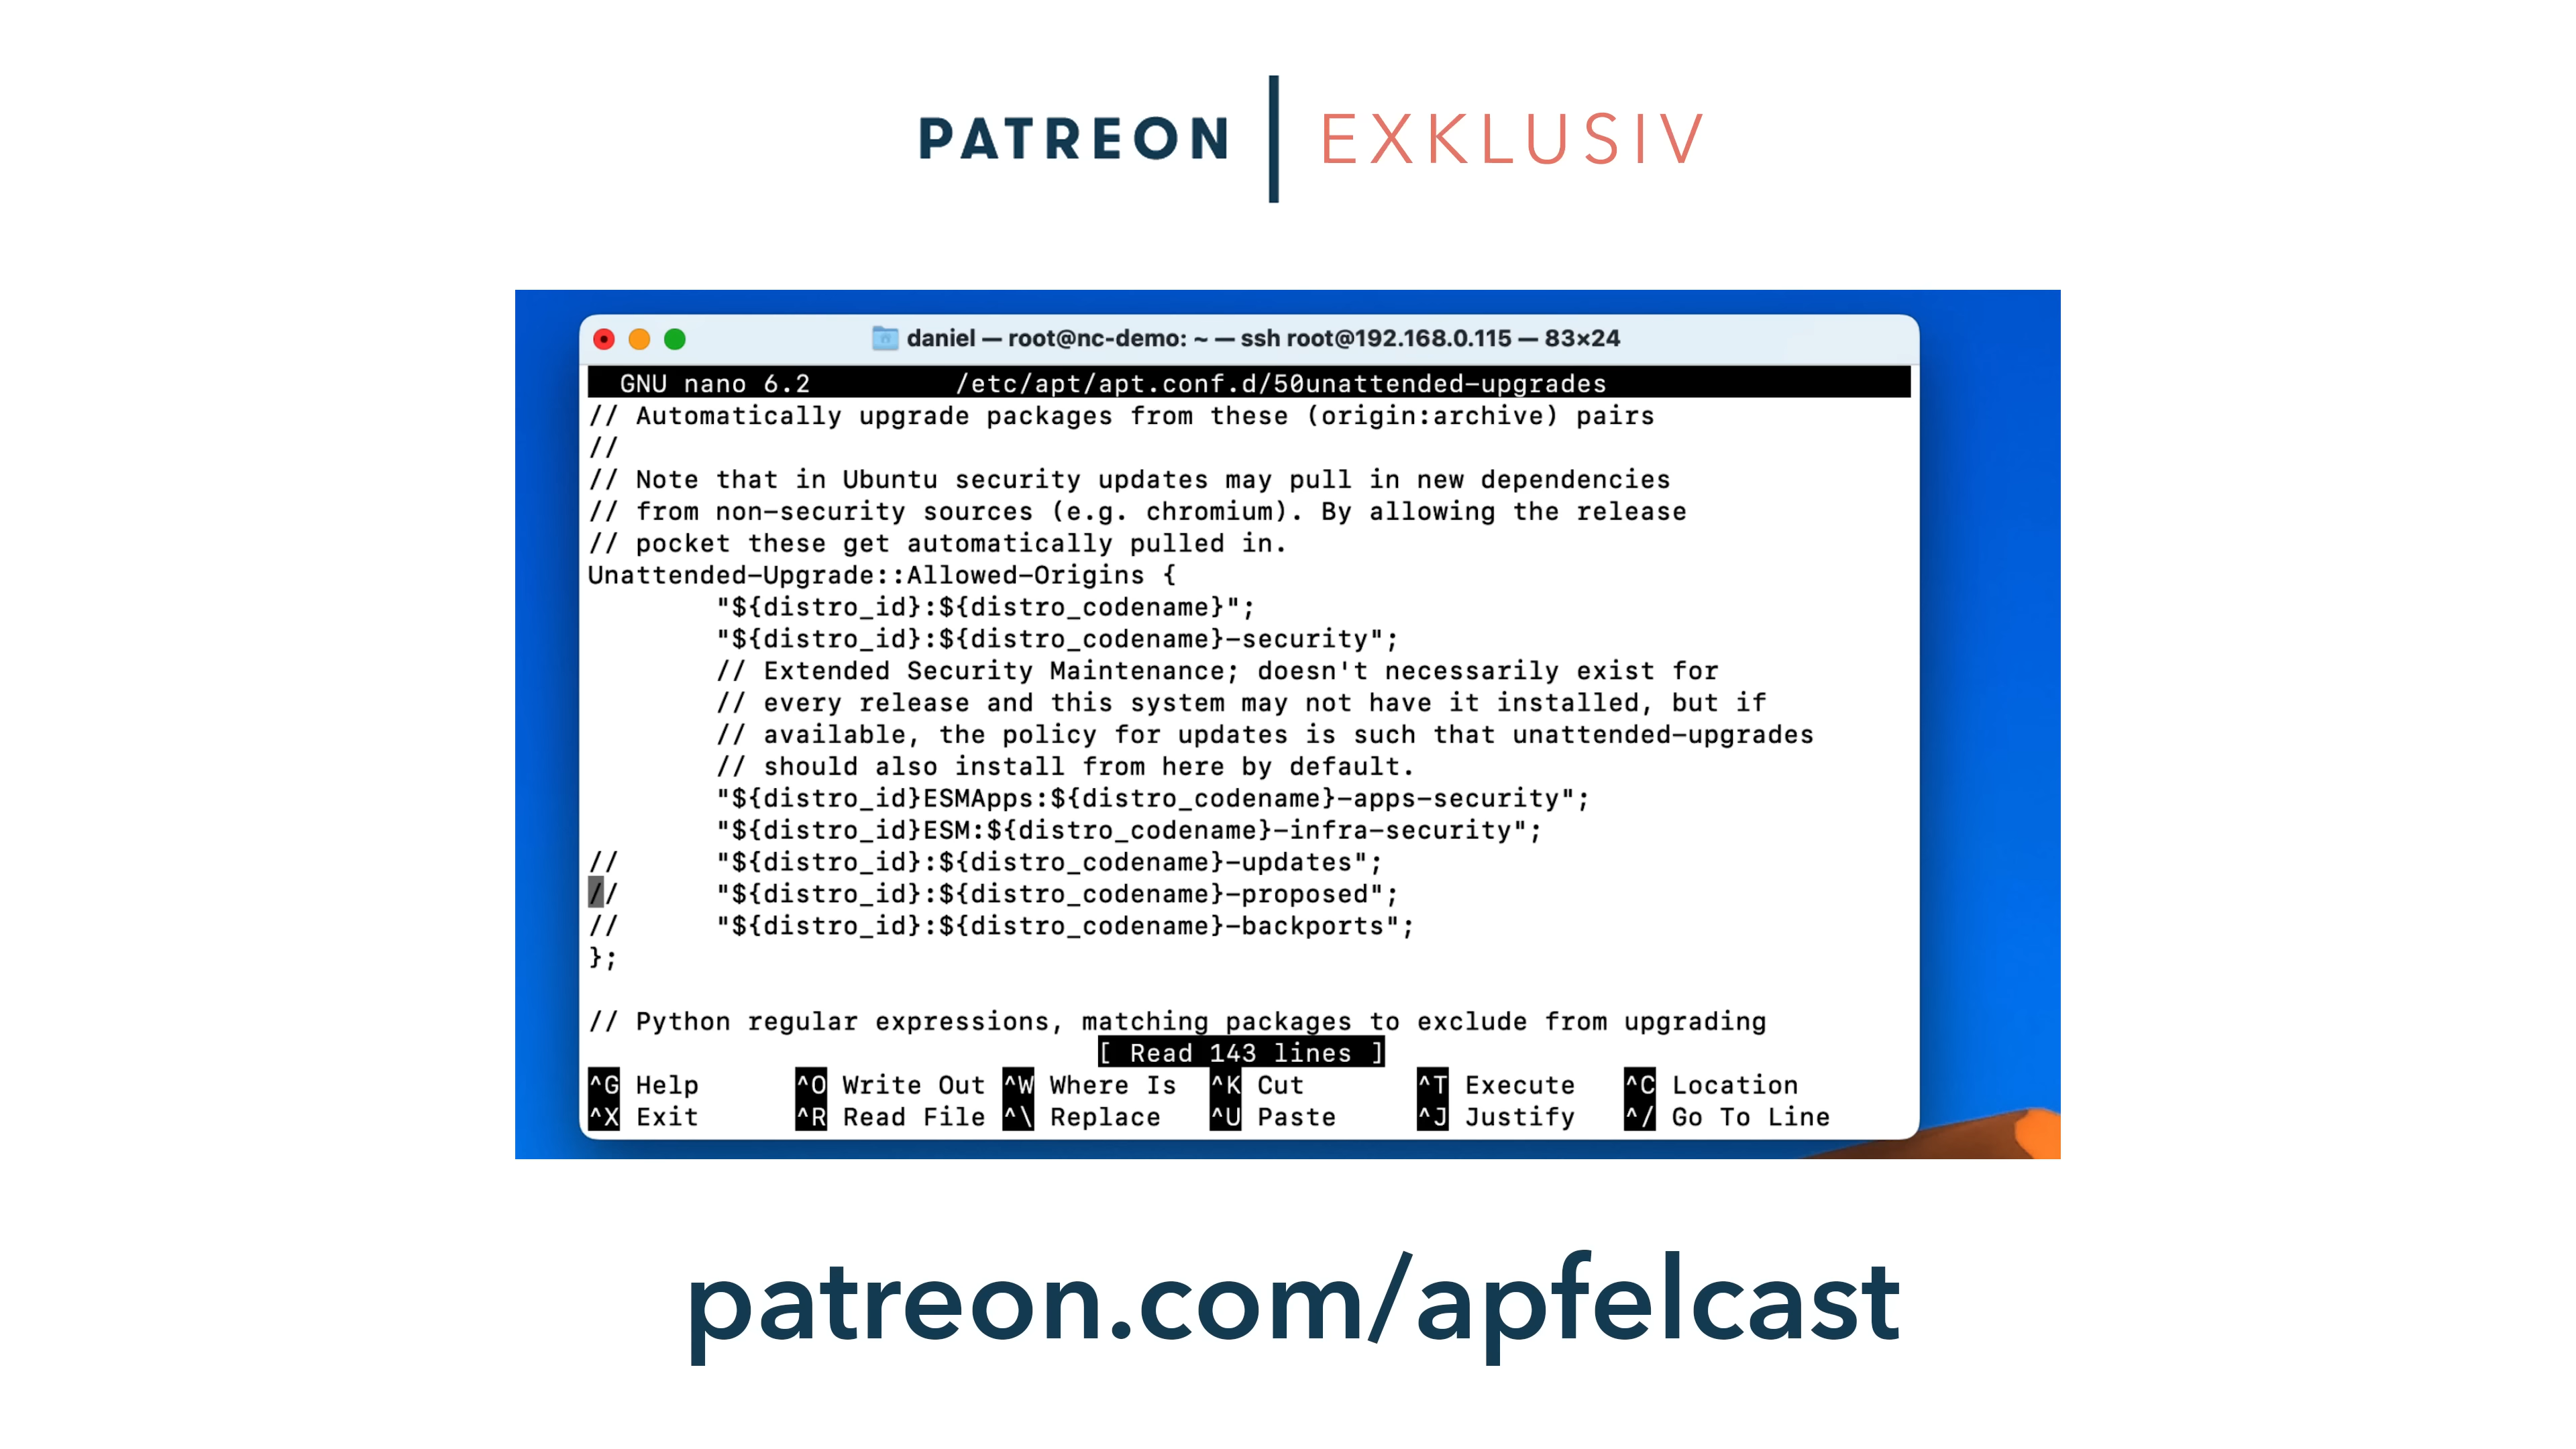 PATREON | EXKLUSIV
daniel — root@nc-demo: ~ — ssh root@192.168.0.115 — 83×24
GNU nano 6.2 /etc/apt/apt.conf.d/50unattended-upgrades
// Automatically upgrade packages from these (origin:archive) pairs
//
// Note that in Ubuntu security updates may pull in new dependencies
// from non-security sources (e.g. chromium). By allowing the release
// pocket these get automatically pulled in.
Unattended-Upgrade::Allowed-Origins {
        "${distro_id}:${distro_codename}";
        "${distro_id}:${distro_codename}-security";
        // Extended Security Maintenance; doesn't necessarily exist for
        // every release and this system may not have it installed, but if
        // available, the policy for updates is such that unattended-upgrades
        // should also install from here by default.
        "${distro_id}ESMApps:${distro_codename}-apps-security";
        "${distro_id}ESM:${distro_codename}-infra-security";
//      "${distro_id}:${distro_codename}-updates";
//      "${distro_id}:${distro_codename}-proposed";
//      "${distro_id}:${distro_codename}-backports";
};
// Python regular expressions, matching packages to exclude from upgrading
[ Read 143 lines ]
^G Help ^O Write Out ^W Where Is ^K Cut ^T Execute ^C Location
^X Exit ^R Read File ^\ Replace ^U Paste ^J Justify ^/ Go To Line
patreon.com/apfelcast